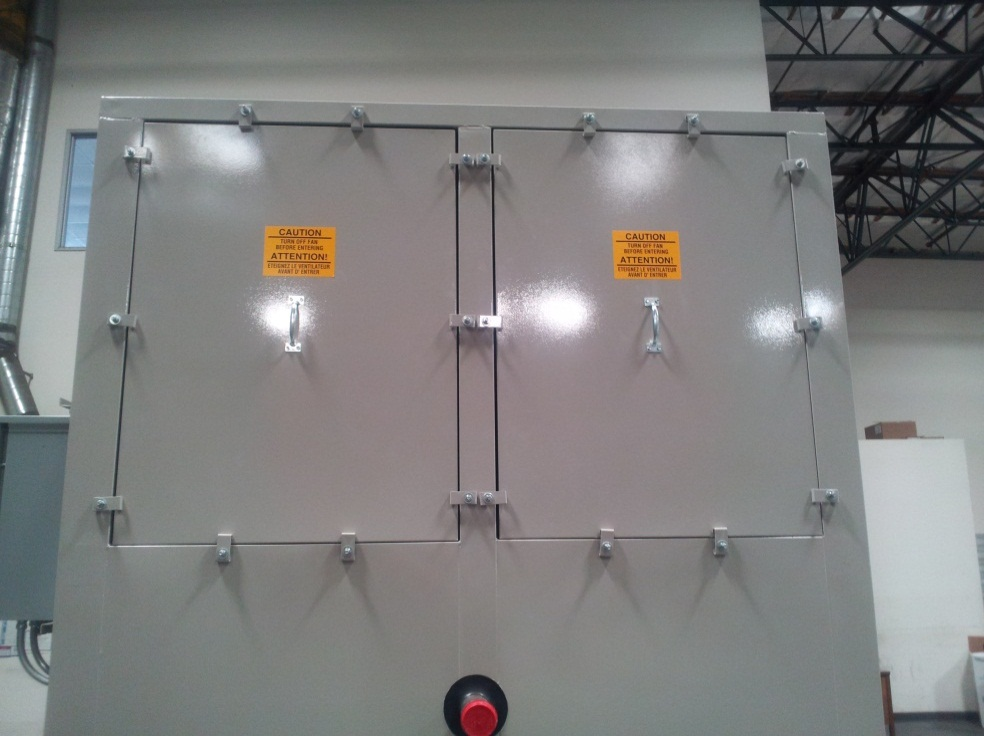 CAUTION
TURN OFF FAN
BEFORE ENTERING
ATTENTION!
ETEIGNEZ LE VENTILATEUR
AVANT D' ENTRER
CAUTION
TURN OFF FAN
BEFORE ENTERING
ATTENTION!
ETEIGNEZ LE VENTILATEUR
AVANT D' ENTRER